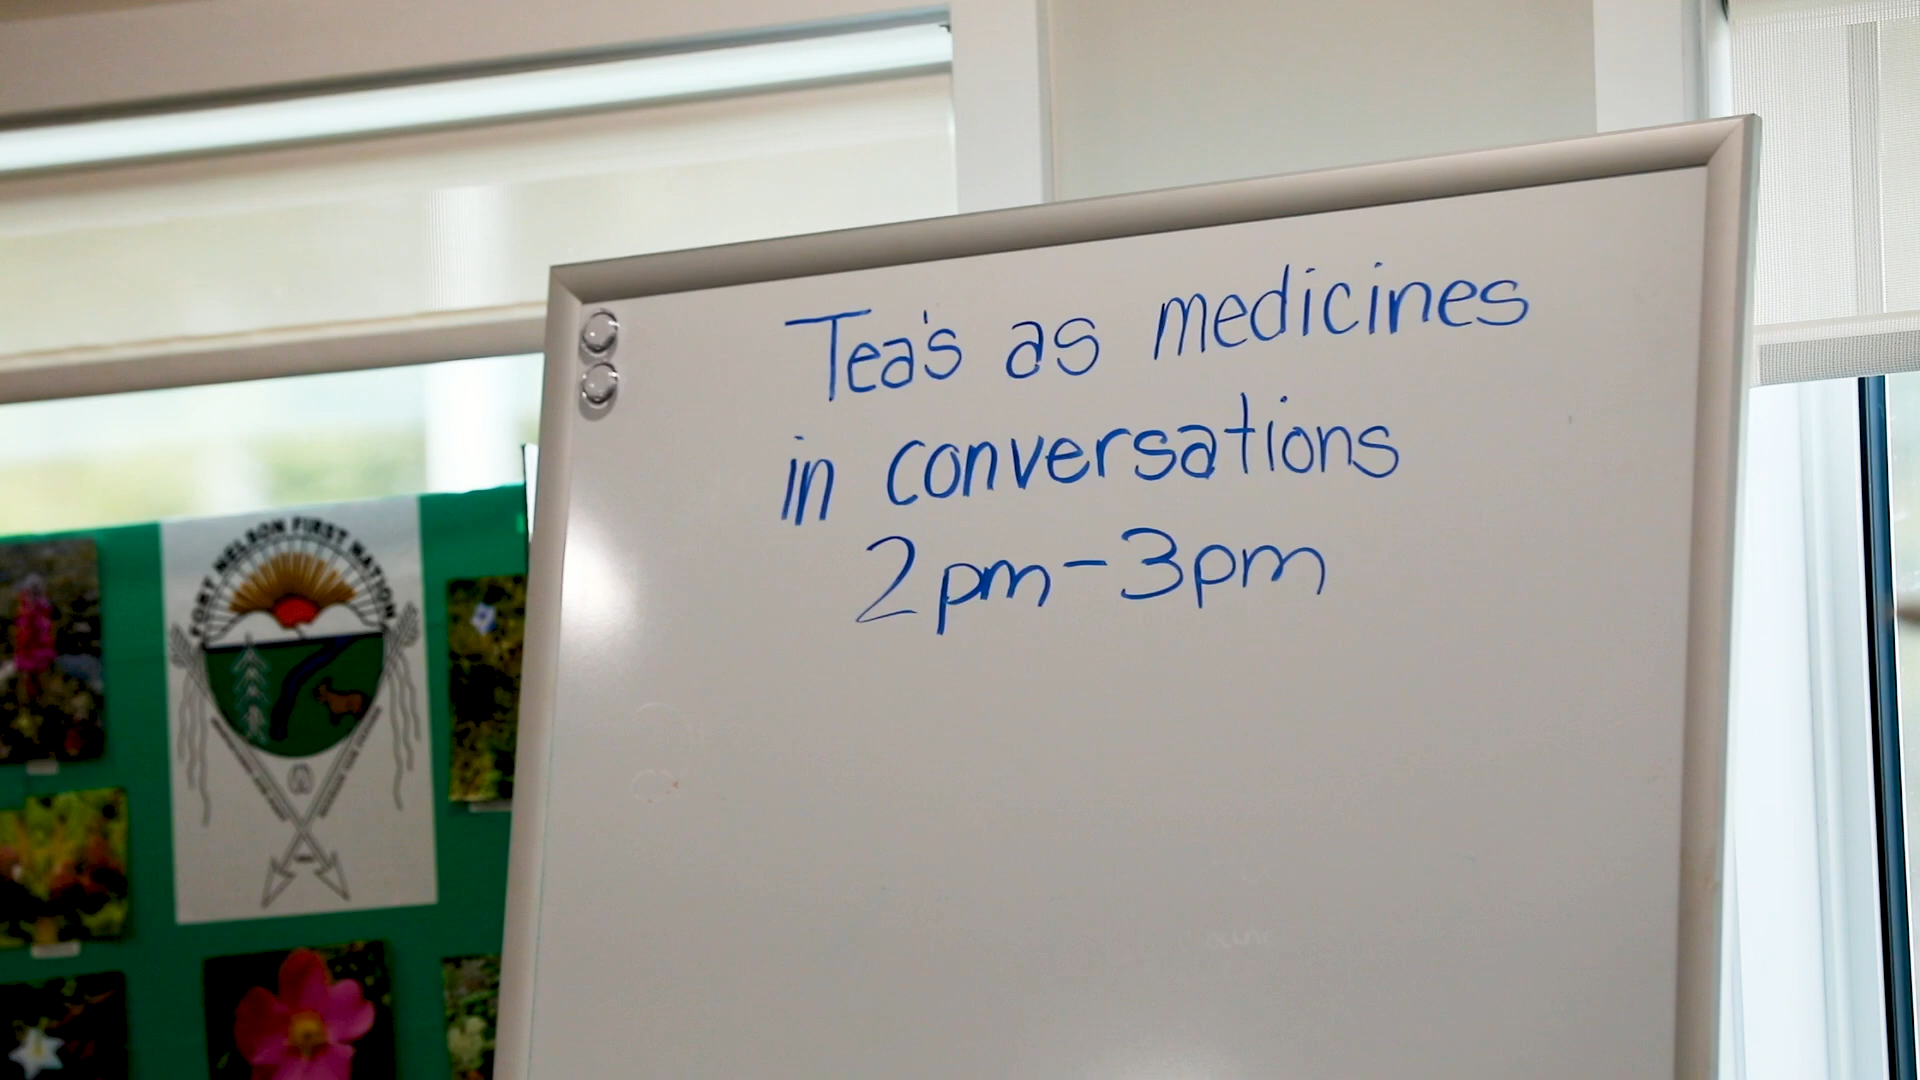 Tea's as medicines
in conversations
2pm-3pm
FORT NELSON FIRST NATION